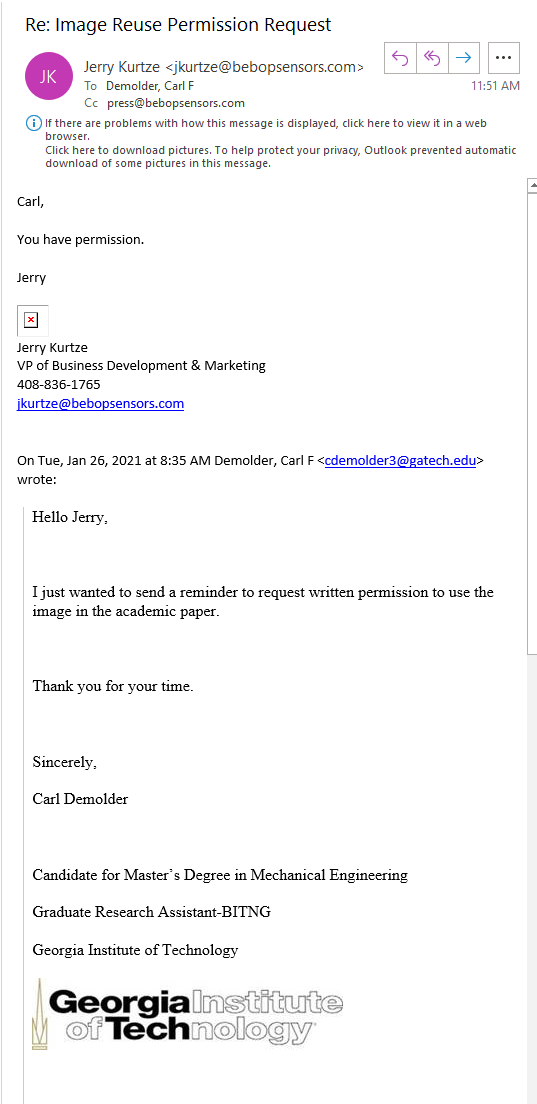 Re: Image Reuse Permission Request
JK
Jerry Kurtze <jkurtze@bebopsensors.com>
To Demolder, Carl F
11:51 AM
Cc press@bebopsensors.com
If there are problems with how this message is displayed, click here to view it in a web
browser.
Click here to download pictures. To help protect your privacy, Outlook prevented automatic
download of some pictures in this message.
Carl,
You have permission.
Jerry
Jerry Kurtze
VP of Business Development & Marketing
408-836-1765
jkurtze@bebopsensors.com
On Tue, Jan 26, 2021 at 8:35 AM Demolder, Carl F <cdemolder3@gatech.edu>
wrote:
Hello Jerry,
I just wanted to send a reminder to request written permission to use the
image in the academic paper.
Thank you for your time.
Sincerely,
Carl Demolder
Candidate for Master's Degree in Mechanical Engineering
Graduate Research Assistant-BITNG
Georgia Institute of Technology
Georgia Institute
of Technology